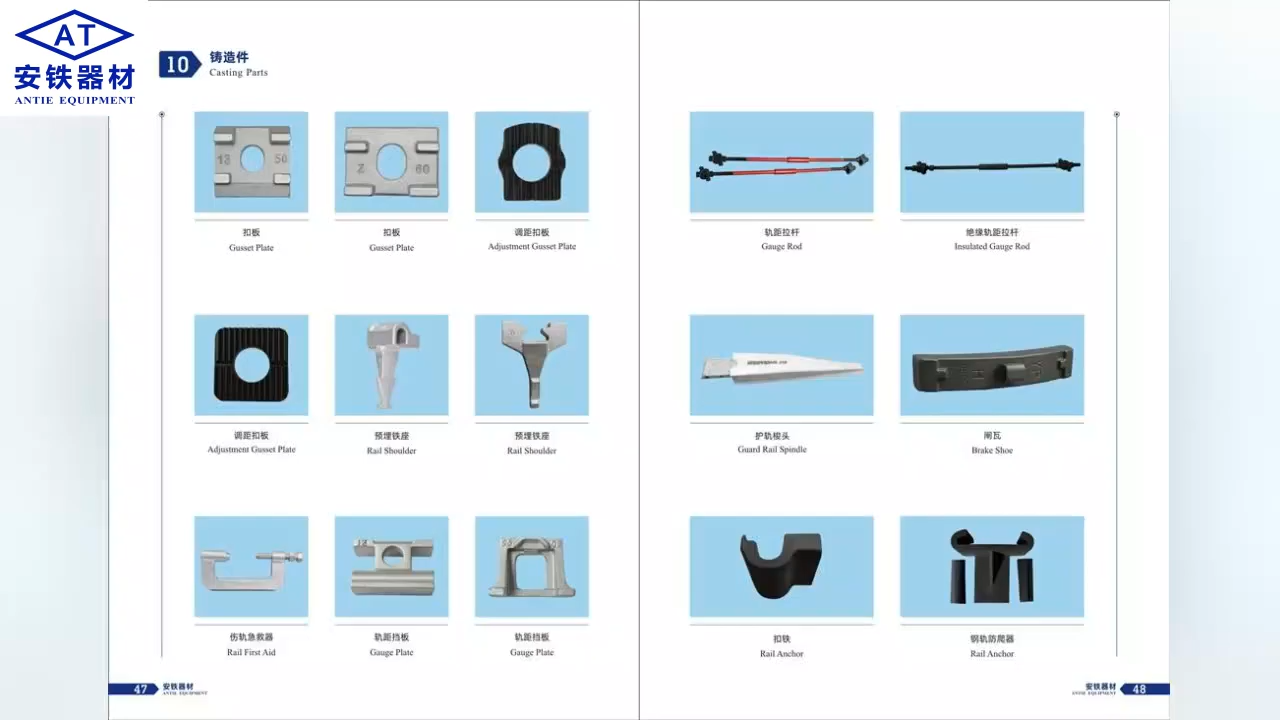 AT
安铁器材
ANTIE EQUIPMENT
10
铸造件
Casting Parts
13
50
Z
60
扣板
Gusset Plate
扣板
Gusset Plate
调距扣板
Adjustment Gusset Plate
轨距拉杆
Gauge Rod
绝缘轨距拉杆
Insulated Gauge Rod
调距扣板
Adjustment Gusset Plate
预埋铁座
Rail Shoulder
预埋铁座
Rail Shoulder
护轨梭头
Guard Rail Spindle
闸瓦
Brake Shoe
伤轨急救器
Rail First Aid
轨距挡板
Gauge Plate
轨距挡板
Gauge Plate
扣铁
Rail Anchor
钢轨防爬器
Rail Anchor
47
安铁器材
ANTIE EQUIPMENT
安铁器材
ANTIE EQUIPMENT
48